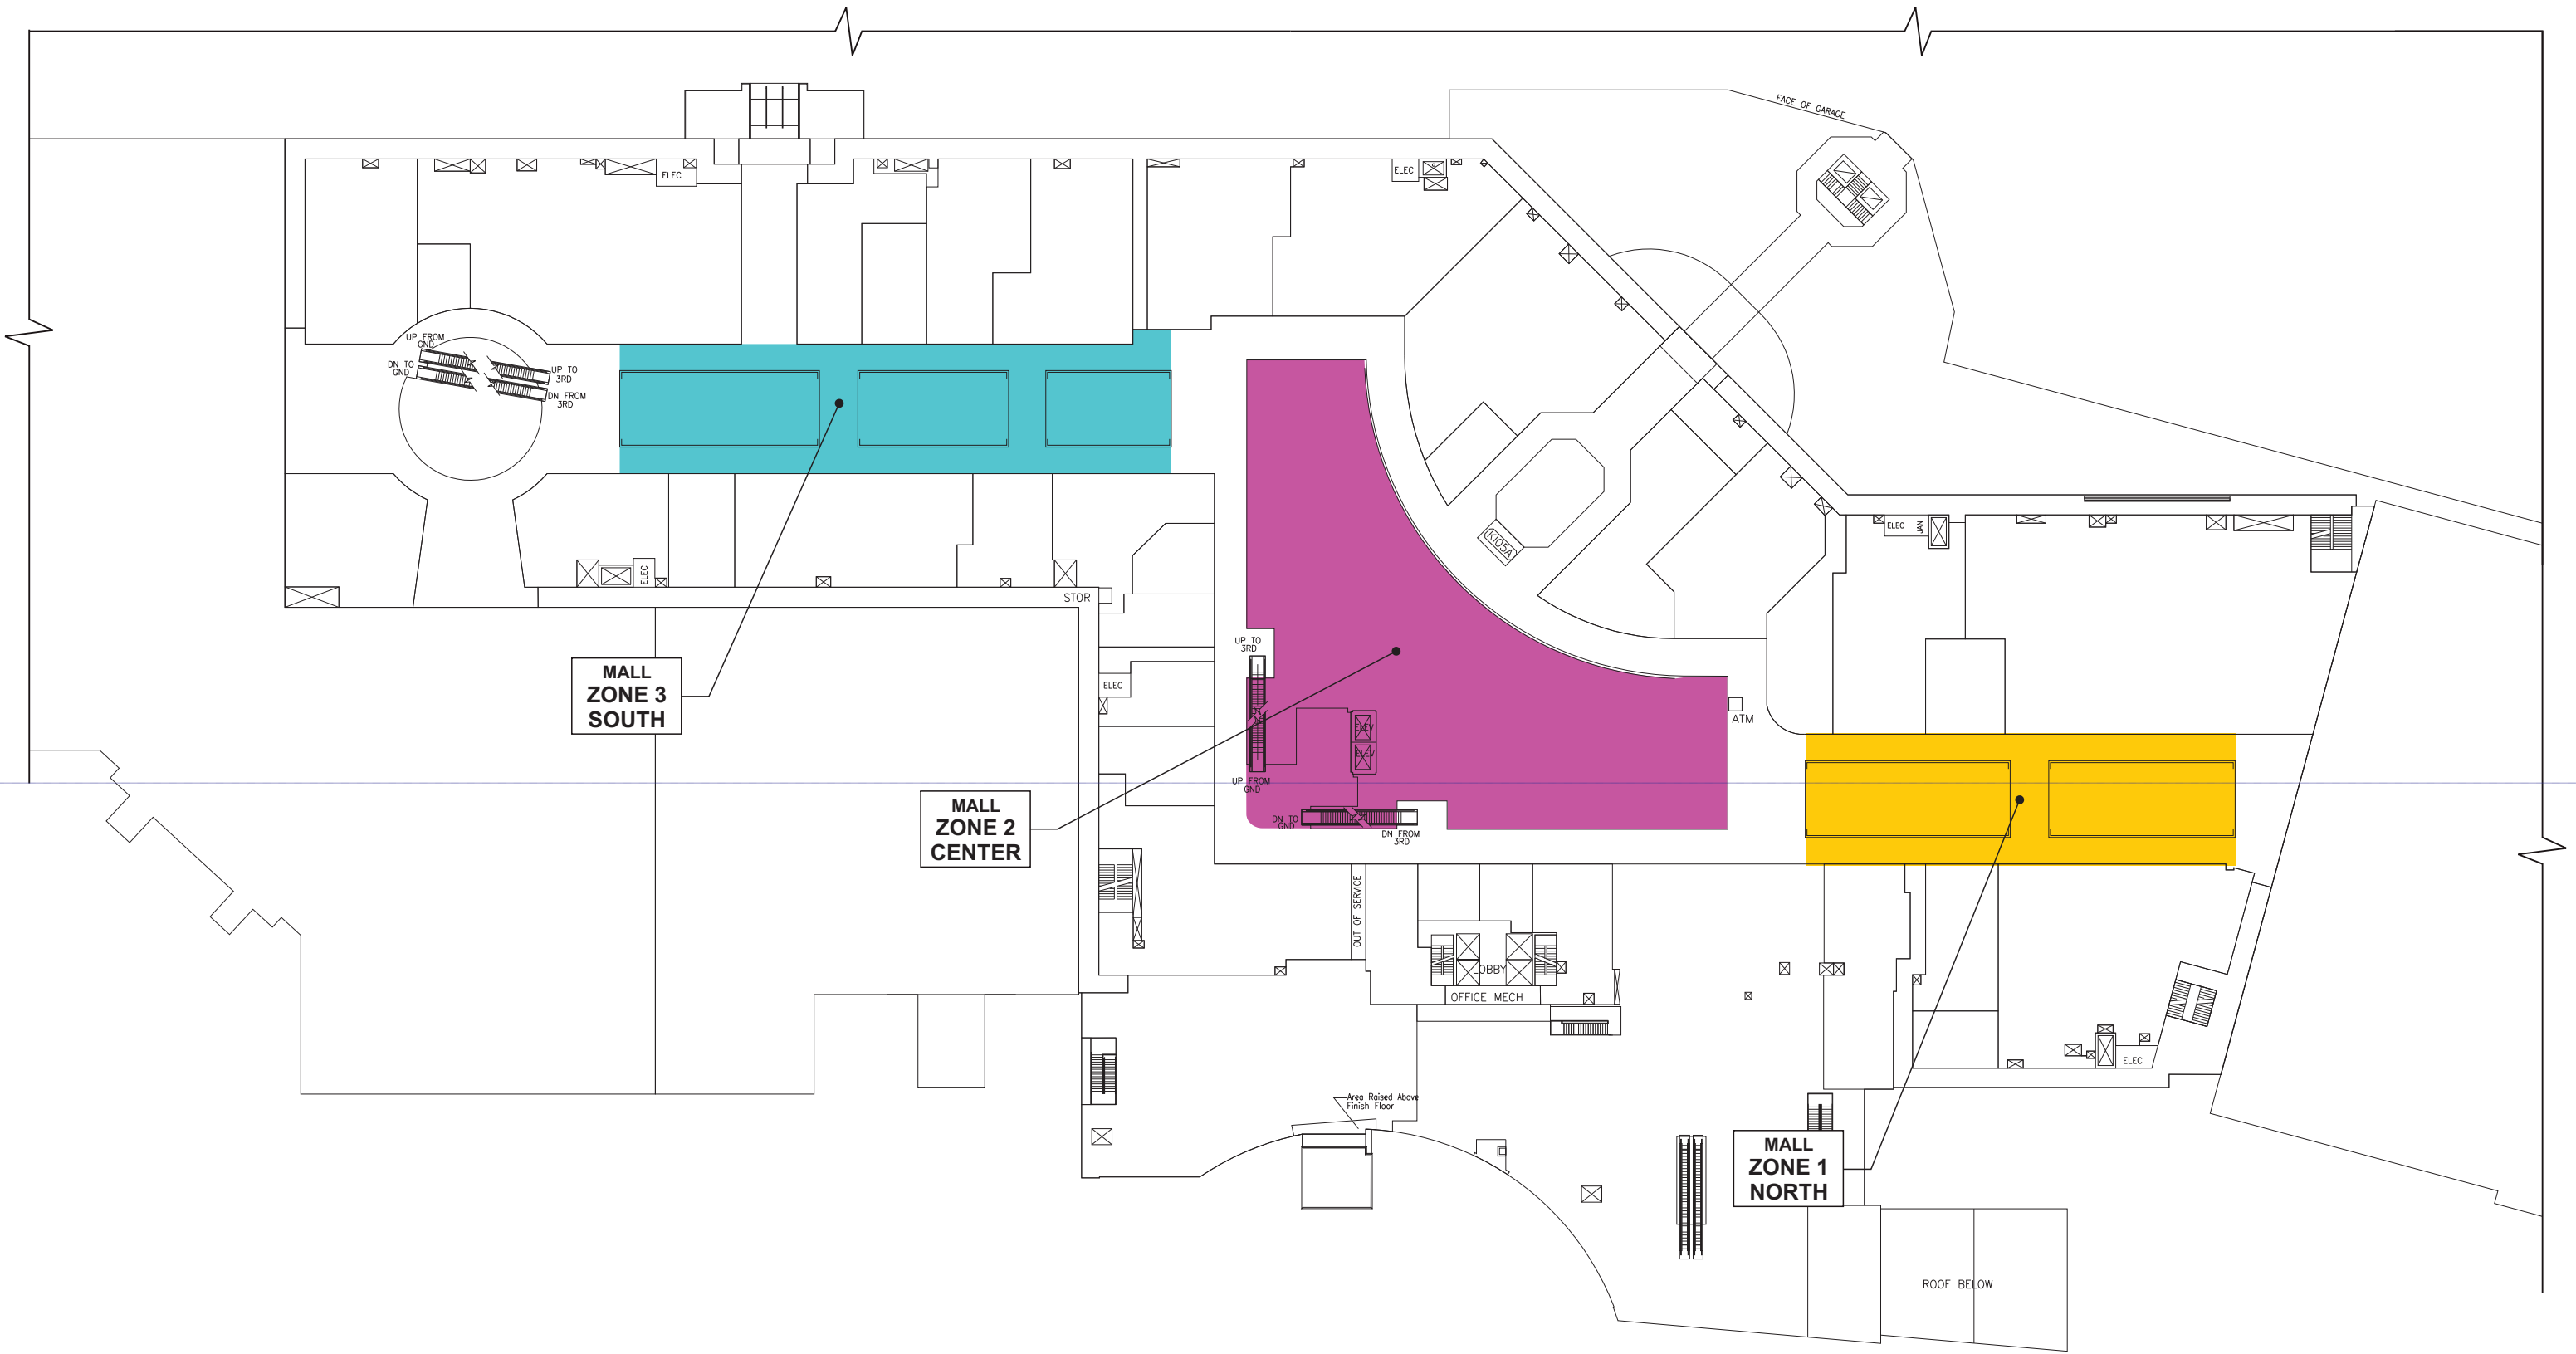 FACE OF GARAGE
ELEC
ELEC
UP FROM
GND
DN TO
GND
UP TO
3RD
DN FROM
3RD
ELEC
JAN
K105A
ELEC
STOR
UP TO
3RD
ELEC
MALL
ZONE 3
SOUTH
ATM
ELEV
ELEV
UP FROM
GND
MALL
ZONE 2
CENTER
DN TO
GND
DN FROM
3RD
OUT OF SERVICE
LOBBY
OFFICE MECH
ELEC
Area Raised Above
Finish Floor
MALL
ZONE 1
NORTH
ROOF BELOW